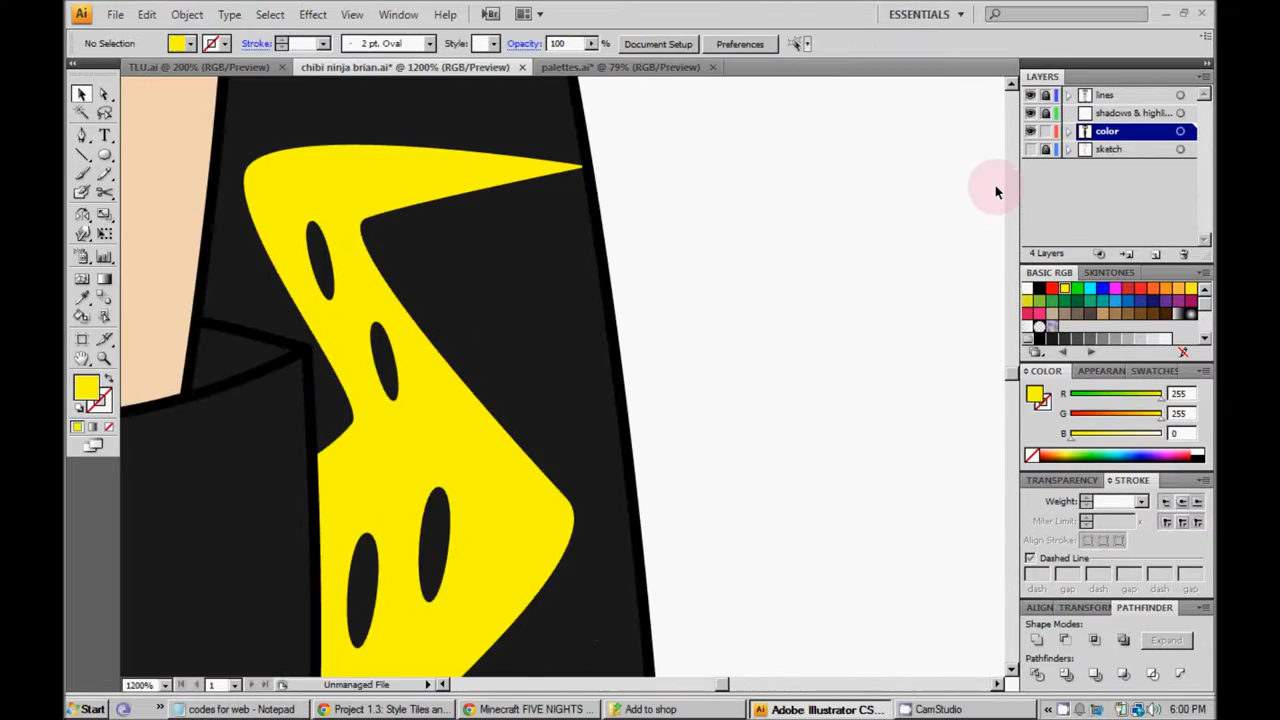 Ai File Edit Object Type Select Effect View Window Help Br ESSENTIALS
No Selection Stroke: 2 pt. Oval Style: Opacity: 100 % Document Setup Preferences
TLU.ai @ 200% (RGB/Preview) chibi ninja brian.ai* @ 1200% (RGB/Preview) palettes.ai* @ 79% (RGB/Preview)
LAYERS
lines
shadows & highli...
color
sketch
4 Layers
BASIC RGB SKINTONES
COLOR APPEARAN SWATCHES
R 255
G 255
B 0
TRANSPARENCY STROKE
Weight:
Miter Limit: x
Align Stroke:
Dashed Line
dash gap dash gap dash gap
ALIGN TRANSFORM PATHFINDER
Shape Modes:
Expand
Pathfinders:
1200% 1 Unmanaged File
Start codes for web - Notepad Project 1.3: Style Tiles an... Minecraft FIVE NIGHTS ... Add to shop Adobe Illustrator CS... CamStudio 6:00 PM